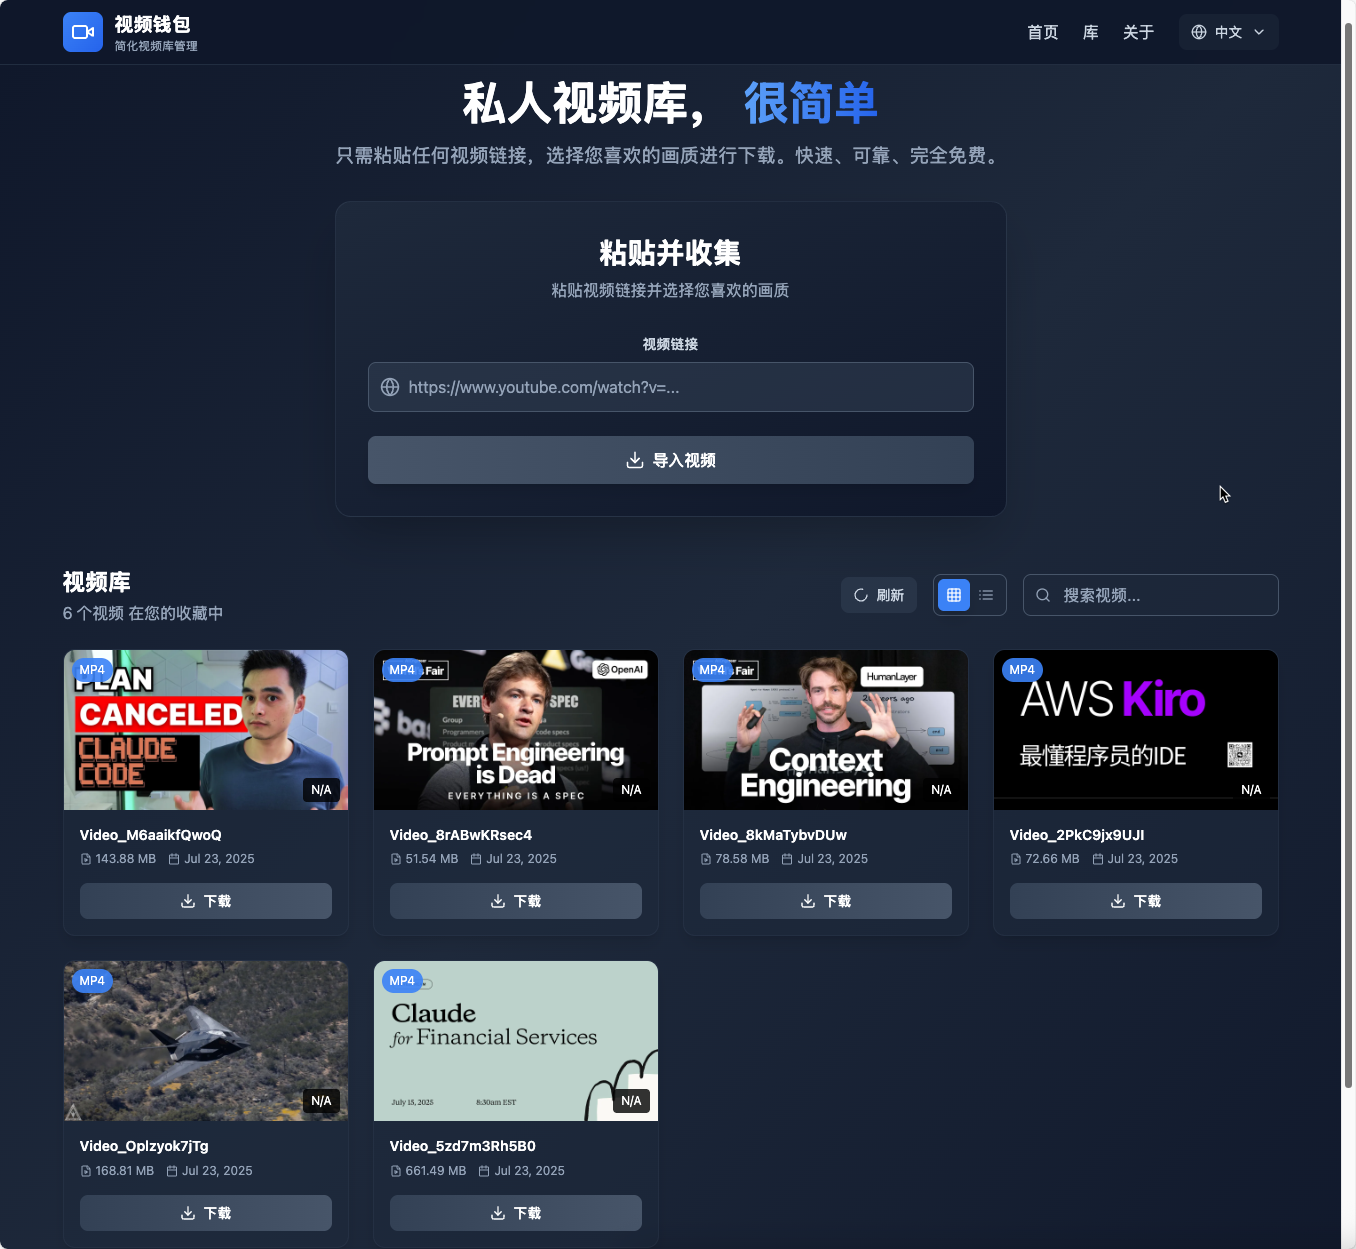 视频钱包
简化视频库管理
首页 库 关于 中文
私人视频库， 很简单
只需粘贴任何视频链接，选择您喜欢的画质进行下载。快速、可靠、完全免费。
粘贴并收集
粘贴视频链接并选择您喜欢的画质
视频链接
https://www.youtube.com/watch?v=...
导入视频
视频库
6 个视频 在您的收藏中
刷新
搜索视频...
MP4
PLAN
CANCELED
CLAUDE
CODE
N/A
Video_M6aaikfQwoQ
143.88 MB Jul 23, 2025
下载
MP4
Fair
OpenAI
Prompt Engineering
is Dead
EVERYTHING IS A SPEC
N/A
Video_8rABwKRsec4
51.54 MB Jul 23, 2025
下载
MP4
Fair
HumanLayer
Context
Engineering
N/A
Video_8kMaTybvDUw
78.58 MB Jul 23, 2025
下载
MP4
AWS Kiro
最懂程序员的IDE
N/A
Video_2PkC9jx9UJI
72.66 MB Jul 23, 2025
下载
MP4
N/A
Video_Oplzyok7jTg
168.81 MB Jul 23, 2025
下载
MP4
Claude
for Financial Services
July 15, 2025 8:30am EST
N/A
Video_5zd7m3Rh5B0
661.49 MB Jul 23, 2025
下载